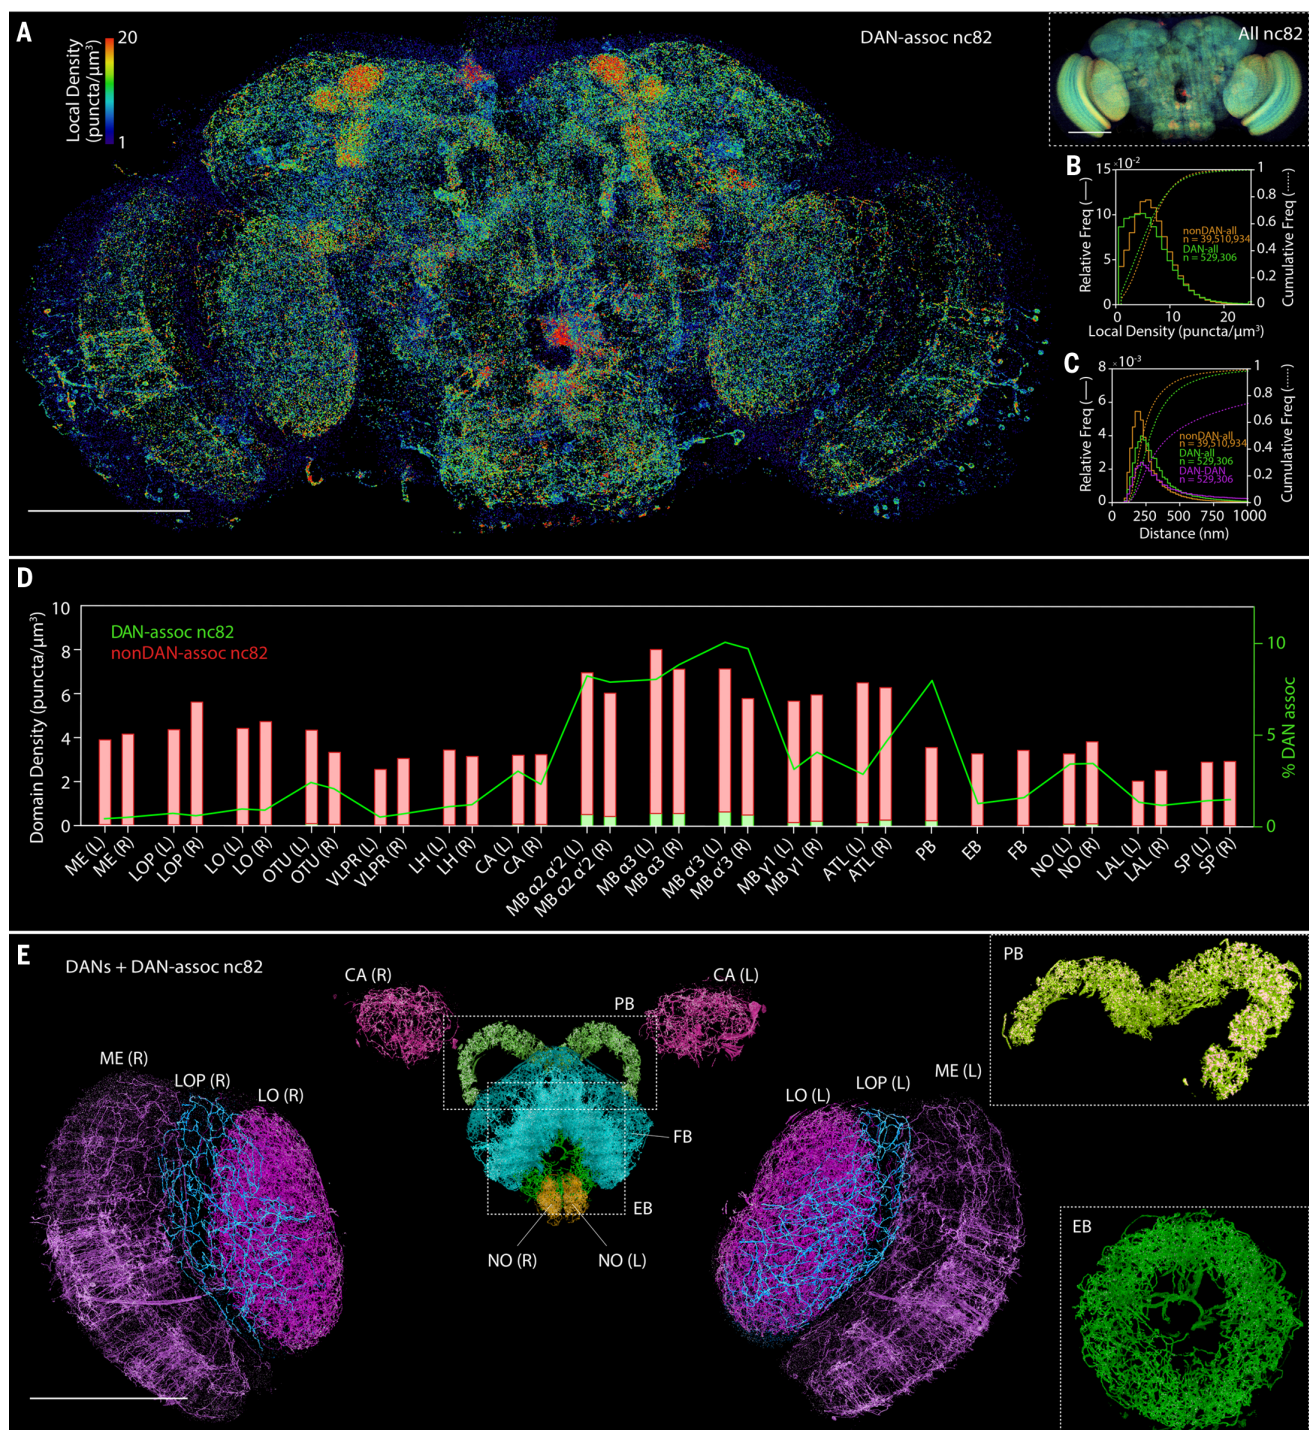 A
20
Local Density
(puncta/μm³)
1
DAN-assoc nc82
All nc82
B
15 ×10⁻²
10
5
0
Relative Freq (—)
1
0.8
0.6
0.4
0.2
0
Cumulative Freq (·····)
nonDAN-all
n = 39,510,934
DAN-all
n = 529,306
0 10 20
Local Density (puncta/μm³)
C
8 ×10⁻³
6
4
2
0
Relative Freq (—)
1
0.8
0.6
0.4
0.2
0
Cumulative Freq (·····)
nonDAN-all
n = 39,510,934
DAN-all
n = 529,306
DAN-DAN
n = 529,306
0 250 500 750 1000
Distance (nm)
D
DAN-assoc nc82
nonDAN-assoc nc82
Domain Density (puncta/μm³)
10
8
6
4
2
0
% DAN assoc
10
5
0
ME (L)
ME (R)
LOP (L)
LOP (R)
LO (L)
LO (R)
OTU (L)
OTU (R)
VLPR (L)
VLPR (R)
LH (L)
LH (R)
CA (L)
CA (R)
MB α2 α'2 (L)
MB α2 α'2 (R)
MB α3 (L)
MB α3 (R)
MB α'3 (L)
MB α'3 (R)
MB γ1 (L)
MB γ1 (R)
ATL (L)
ATL (R)
PB
EB
FB
NO (L)
NO (R)
LAL (L)
LAL (R)
SP (L)
SP (R)
E
DANs + DAN-assoc nc82
CA (R)
CA (L)
PB
ME (R)
LOP (R)
LO (R)
LO (L)
LOP (L)
ME (L)
FB
EB
NO (R)
NO (L)
PB
EB